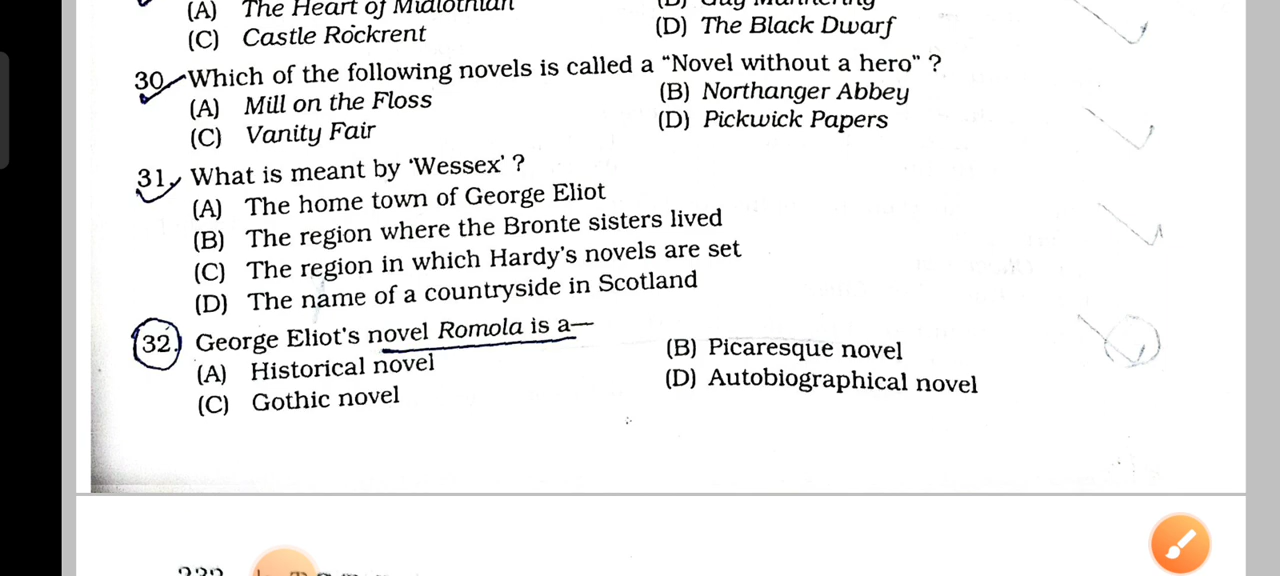 (A) The Heart of Midlothian
(C) Castle Rockrent
(D) The Black Dwarf
30. Which of the following novels is called a “Novel without a hero” ?
(A) Mill on the Floss (B) Northanger Abbey
(C) Vanity Fair (D) Pickwick Papers
31. What is meant by ‘Wessex’ ?
(A) The home town of George Eliot
(B) The region where the Bronte sisters lived
(C) The region in which Hardy's novels are set
(D) The name of a countryside in Scotland
32. George Eliot's novel Romola is a—
(A) Historical novel (B) Picaresque novel
(C) Gothic novel (D) Autobiographical novel